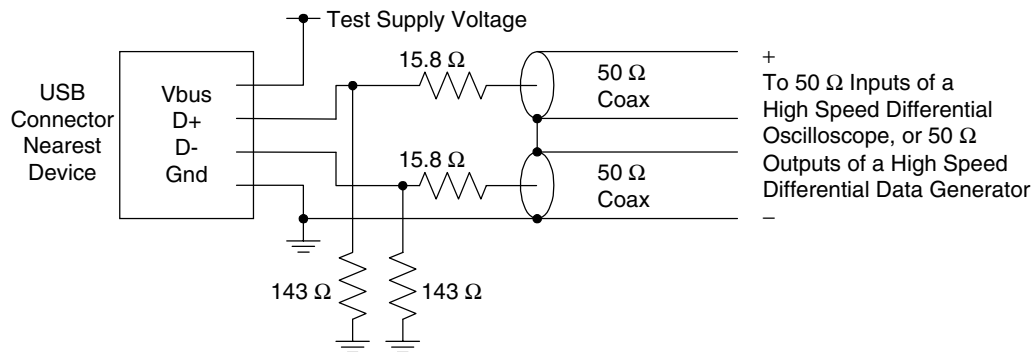 Test Supply Voltage
USB
Connector
Nearest
Device
Vbus
D+
D-
Gnd
15.8 Ω
15.8 Ω
50 Ω
Coax
50 Ω
Coax
+
To 50 Ω Inputs of a
High Speed Differential
Oscilloscope, or 50 Ω
Outputs of a High Speed
Differential Data Generator
−
143 Ω
143 Ω